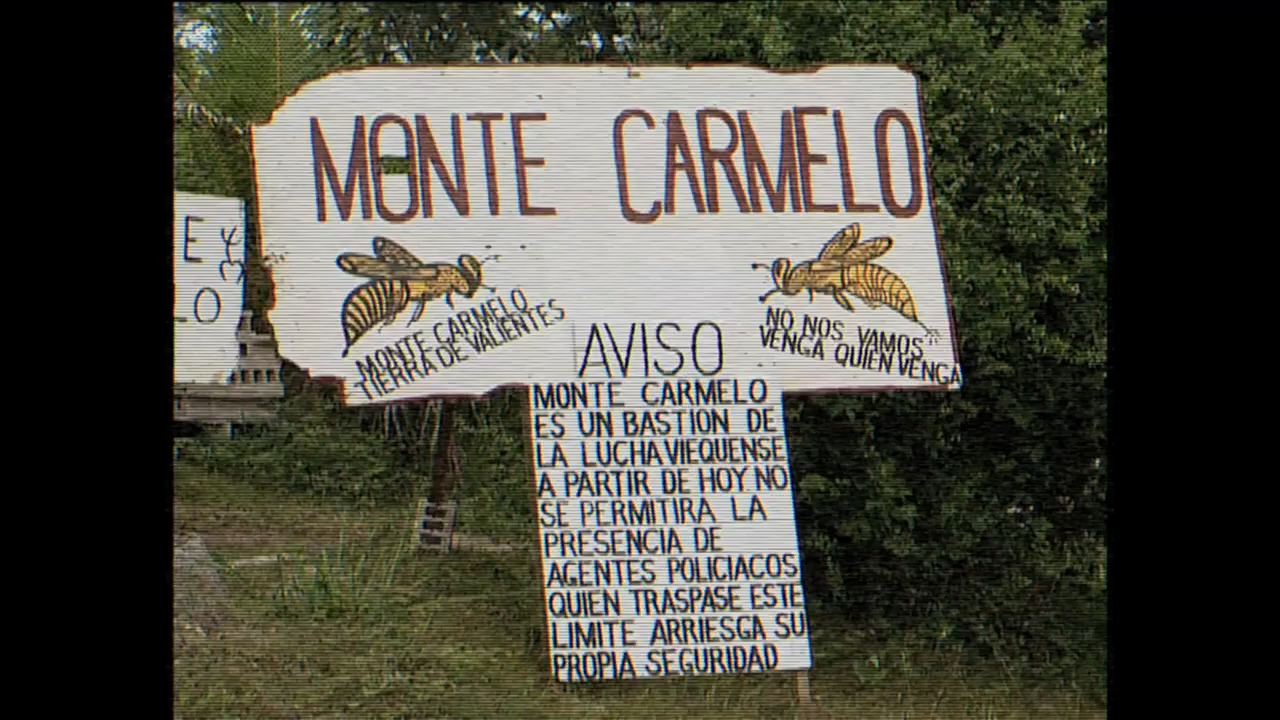 MONTE CARMELO
MONTE CARMELO
TIERRA DE VALIENTES
NO NOS VAMOS
VENGA QUIEN VENGA
AVISO
MONTE CARMELO
ES UN BASTION DE
LA LUCHA VIEQUENSE
A PARTIR DE HOY NO
SE PERMITIRA LA
PRESENCIA DE
AGENTES POLICIACOS
QUIEN TRASPASE ESTE
LIMITE ARRIESGA SU
PROPIA SEGURIDAD